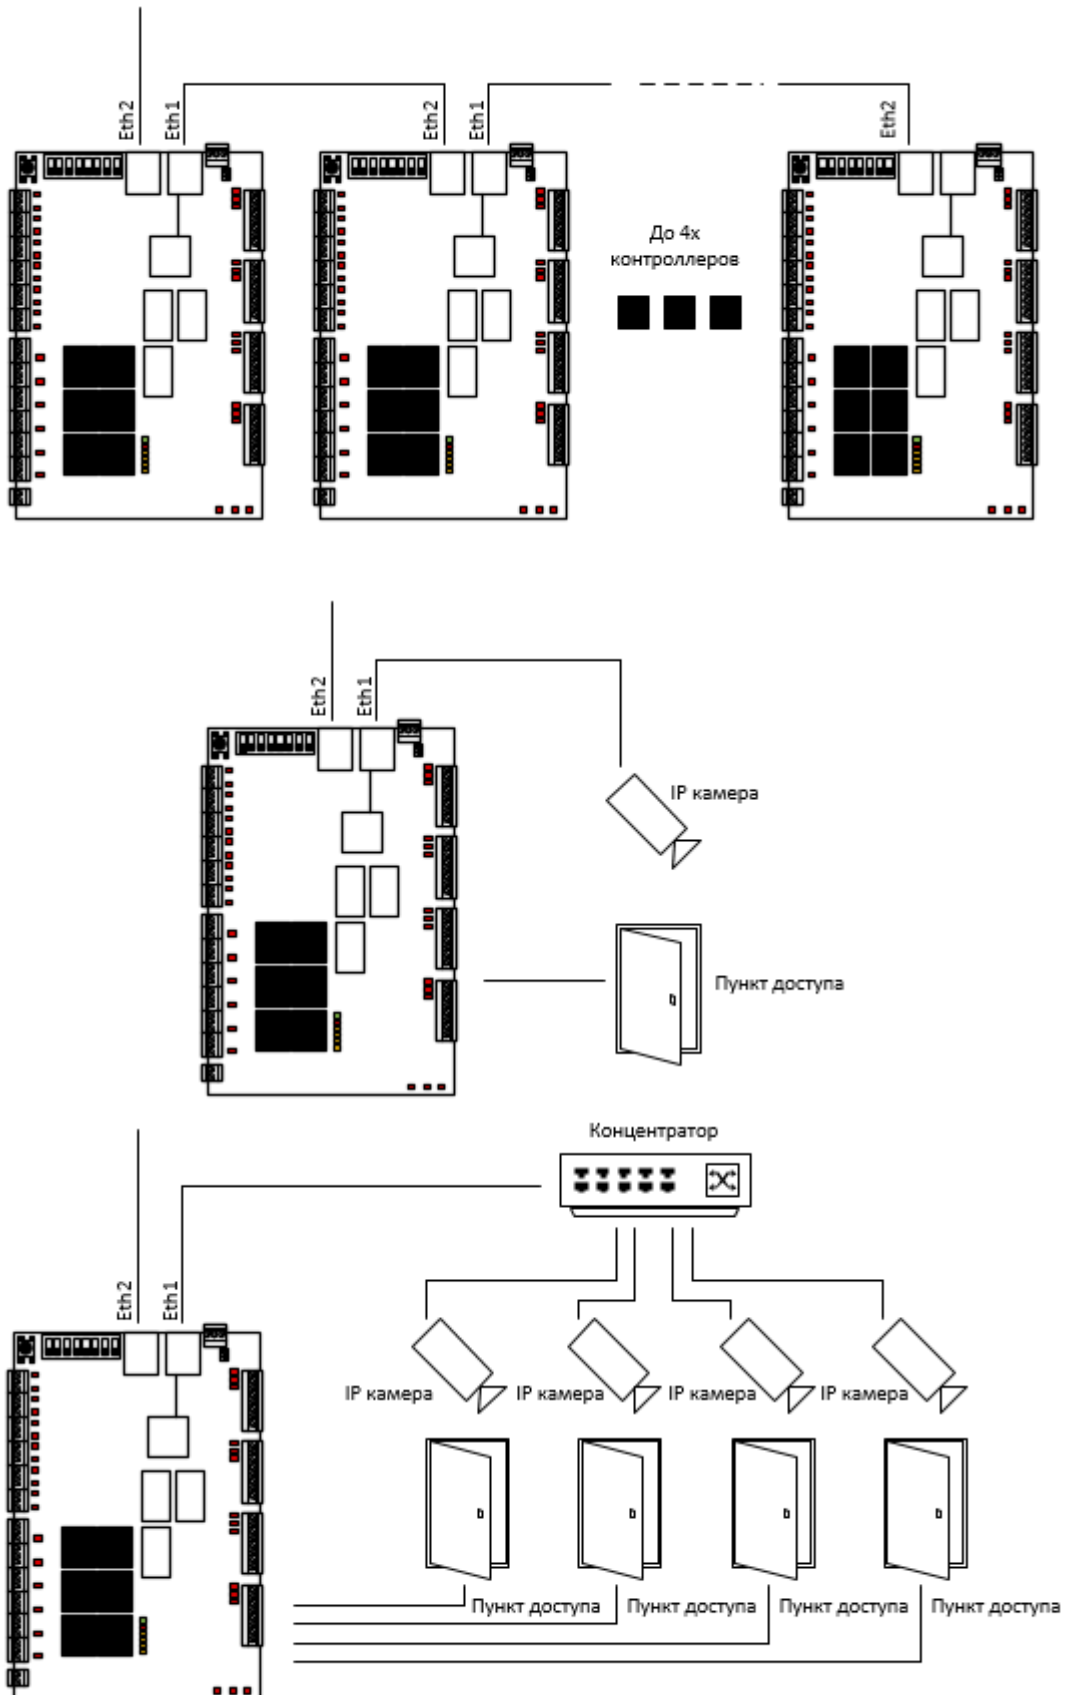 Eth2
Eth1
Eth2
Eth1
Eth2
До 4х
контроллеров
Eth2
Eth1
IP камера
Пункт доступа
Концентратор
Eth2
Eth1
IP камера
IP камера
IP камера
IP камера
Пункт доступа
Пункт доступа
Пункт доступа
Пункт доступа